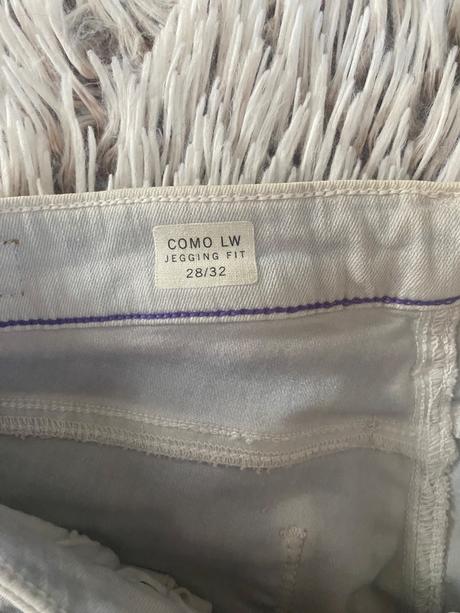 COMO LW
JEGGING FIT
28/32